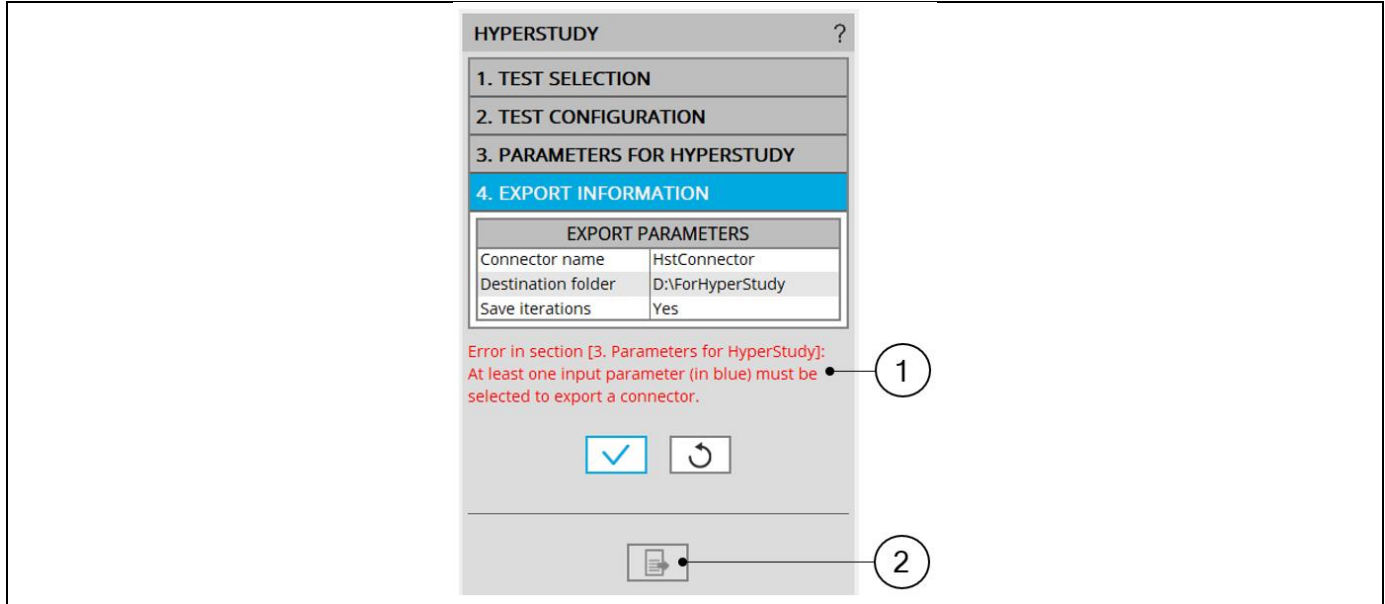 HYPERSTUDY ?
1. TEST SELECTION
2. TEST CONFIGURATION
3. PARAMETERS FOR HYPERSTUDY
4. EXPORT INFORMATION
EXPORT PARAMETERS
Connector name HstConnector
Destination folder D:\ForHyperStudy
Save iterations Yes
Error in section [3. Parameters for HyperStudy]:
At least one input parameter (in blue) must be
selected to export a connector.
1
2